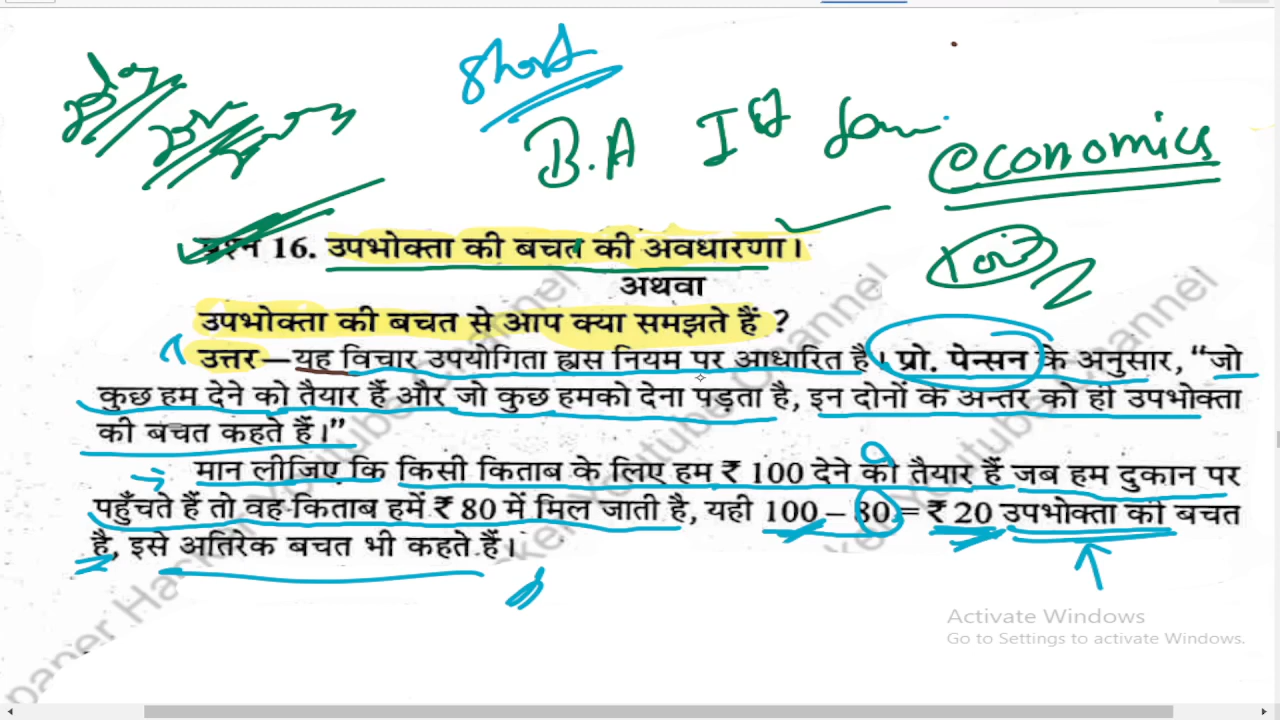 Short
B.A Ist
economics
प्रश्न 16. उपभोक्ता की बचत की अवधारणा।
अथवा
उपभोक्ता की बचत से आप क्या समझते हैं ?
उत्तर—यह विचार उपयोगिता ह्रास नियम पर आधारित है। प्रो. पेन्सन के अनुसार, “जो
कुछ हम देने को तैयार हैं और जो कुछ हमको देना पड़ता है, इन दोनों के अन्तर को ही उपभोक्ता
की बचत कहते हैं।”
मान लीजिए कि किसी किताब के लिए हम ₹ 100 देने को तैयार हैं जब हम दुकान पर
पहुँचते हैं तो वह किताब हमें ₹ 80 में मिल जाती है, यही 100 – 80 = ₹ 20 उपभोक्ता की बचत
है, इसे अतिरेक बचत भी कहते हैं।
Activate Windows
Go to Settings to activate Windows.